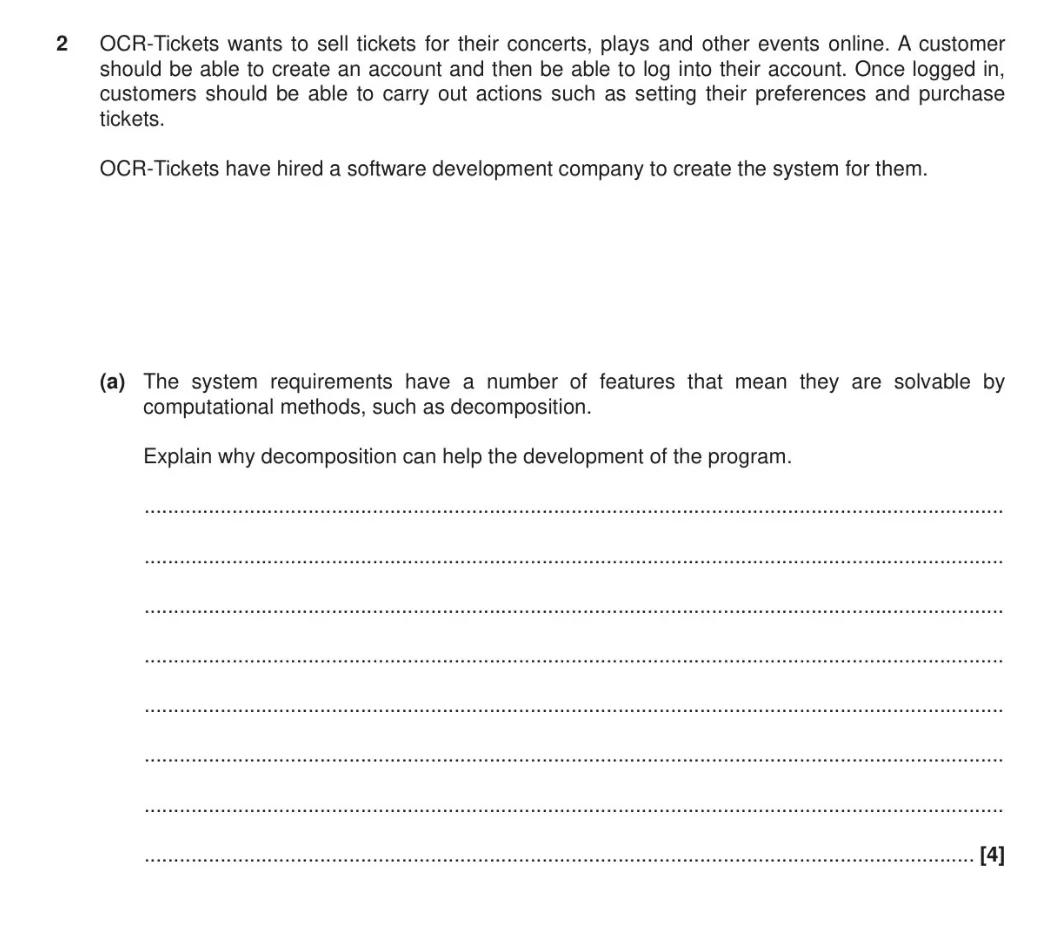 2 OCR-Tickets wants to sell tickets for their concerts, plays and other events online. A customer
should be able to create an account and then be able to log into their account. Once logged in,
customers should be able to carry out actions such as setting their preferences and purchase
tickets.
OCR-Tickets have hired a software development company to create the system for them.
(a) The system requirements have a number of features that mean they are solvable by
computational methods, such as decomposition.
Explain why decomposition can help the development of the program.
[4]